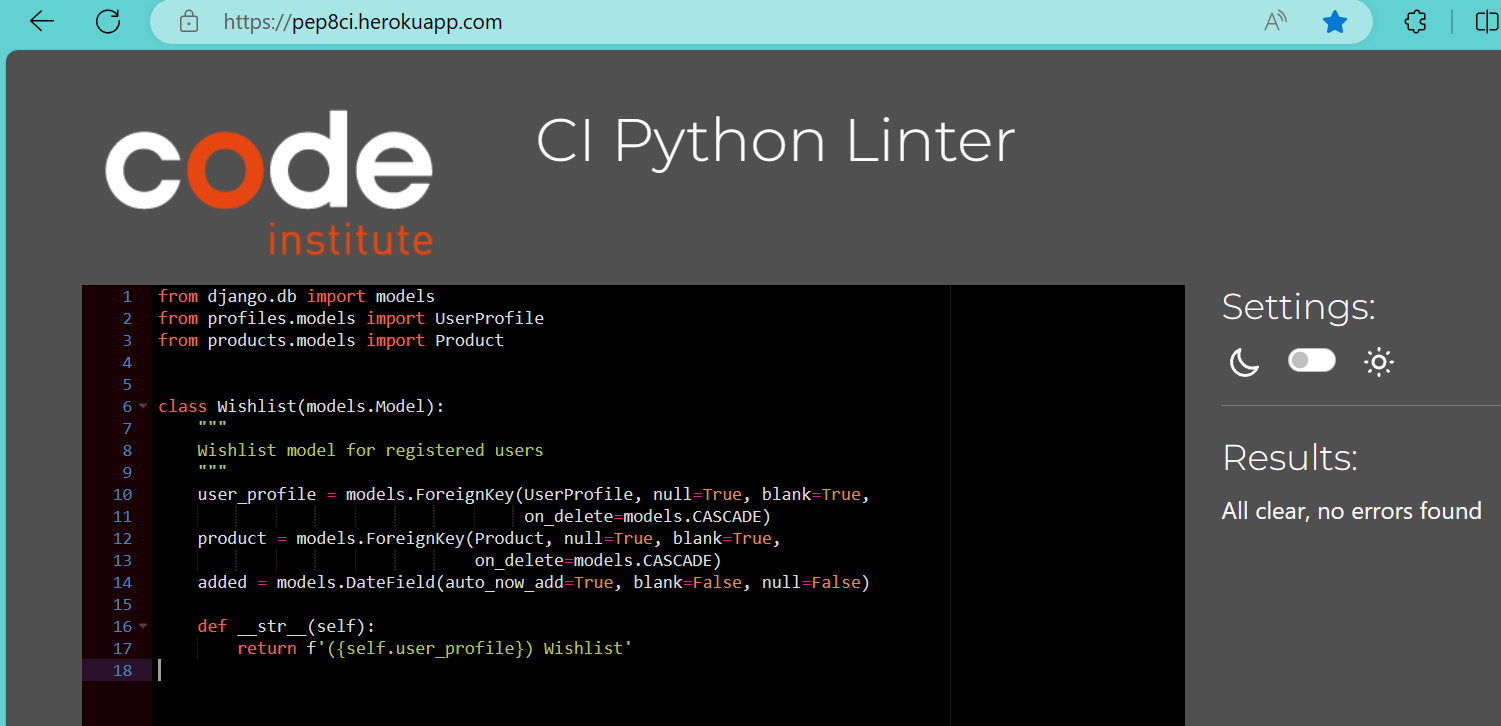 https://pep8ci.herokuapp.com
code
institute
CI Python Linter
1 from django.db import models
2 from profiles.models import UserProfile
3 from products.models import Product
4
5
6 class Wishlist(models.Model):
7     """
8     Wishlist model for registered users
9     """
10     user_profile = models.ForeignKey(UserProfile, null=True, blank=True,
11                                      on_delete=models.CASCADE)
12     product = models.ForeignKey(Product, null=True, blank=True,
13                                 on_delete=models.CASCADE)
14     added = models.DateField(auto_now_add=True, blank=False, null=False)
15
16     def __str__(self):
17         return f'({self.user_profile}) Wishlist'
18
Settings:
Results:
All clear, no errors found